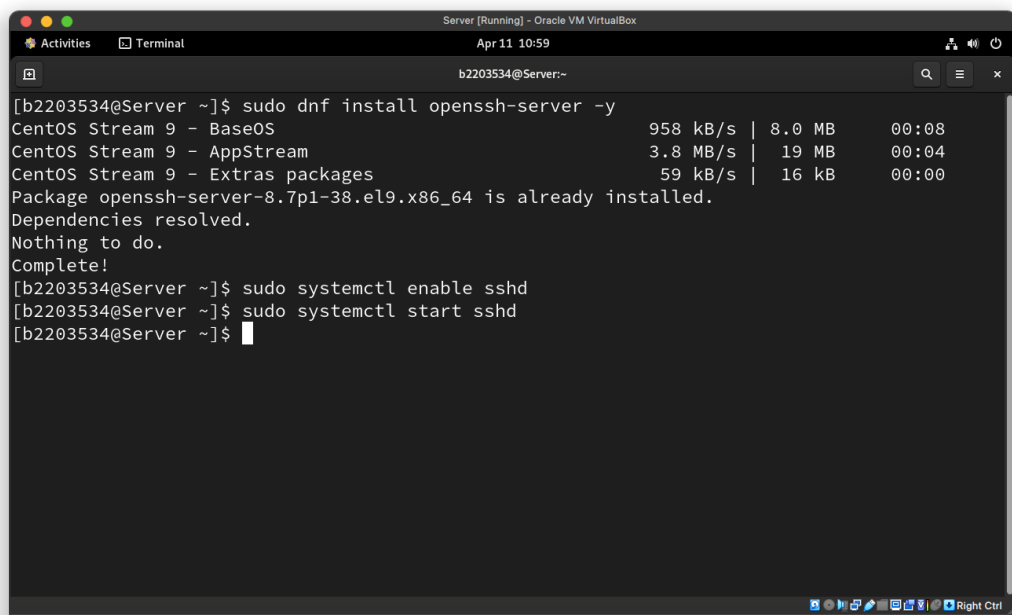 Server [Running] - Oracle VM VirtualBox
Activities Terminal Apr 11 10:59
b2203534@Server:~
[b2203534@Server ~]$ sudo dnf install openssh-server -y
CentOS Stream 9 - BaseOS 958 kB/s | 8.0 MB 00:08
CentOS Stream 9 - AppStream 3.8 MB/s | 19 MB 00:04
CentOS Stream 9 - Extras packages 59 kB/s | 16 kB 00:00
Package openssh-server-8.7p1-38.el9.x86_64 is already installed.
Dependencies resolved.
Nothing to do.
Complete!
[b2203534@Server ~]$ sudo systemctl enable sshd
[b2203534@Server ~]$ sudo systemctl start sshd
[b2203534@Server ~]$
Right Ctrl